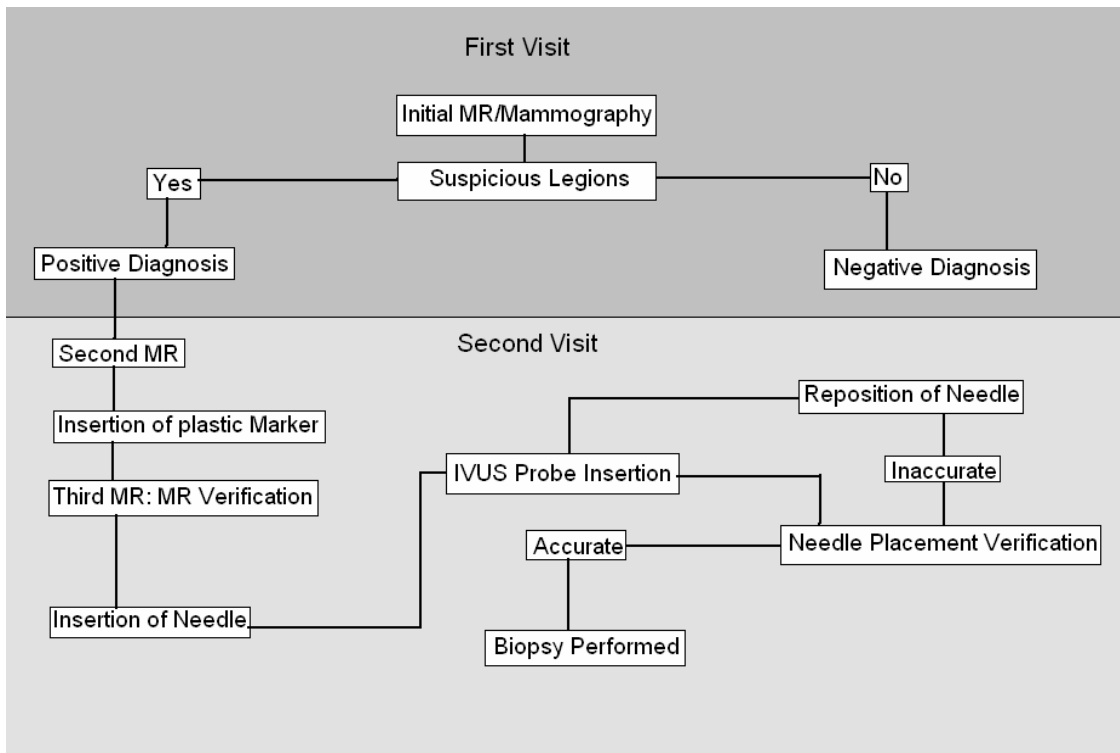 First Visit
Initial MR/Mammography
Suspicious Legions
Yes
No
Positive Diagnosis
Negative Diagnosis
Second Visit
Second MR
Insertion of plastic Marker
Third MR: MR Verification
Insertion of Needle
IVUS Probe Insertion
Reposition of Needle
Inaccurate
Needle Placement Verification
Accurate
Biopsy Performed